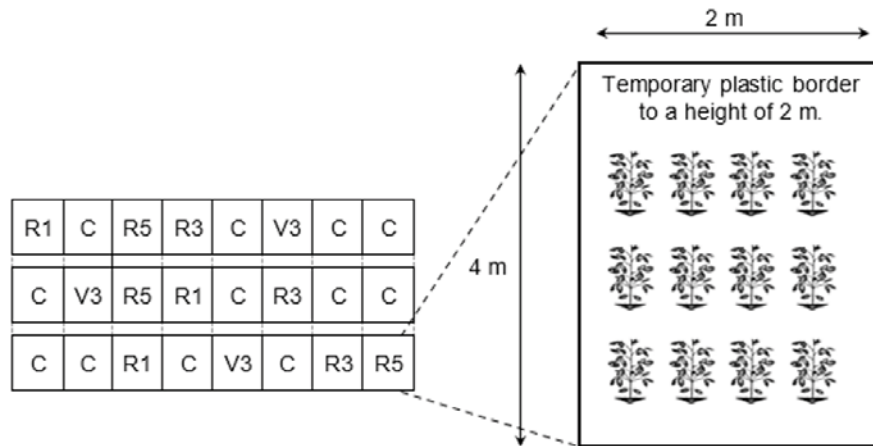 2 m
Temporary plastic border
to a height of 2 m.
4 m
R1 C R5 R3 C V3 C C
C V3 R5 R1 C R3 C C
C C R1 C V3 C R3 R5